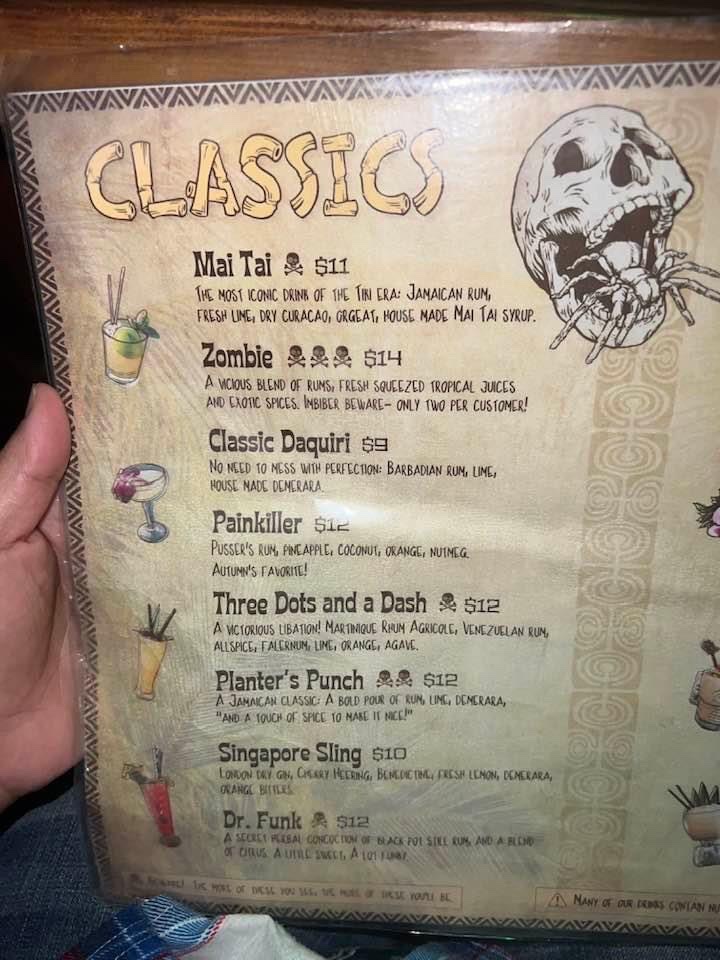 CLASSICS
Mai Tai $11
THE MOST ICONIC DRINK OF THE TIKI ERA: JAMAICAN RUM,
FRESH LIME, DRY CURACAO, ORGEAT, HOUSE MADE MAI TAI SYRUP.
Zombie $14
A VICIOUS BLEND OF RUMS, FRESH SQUEEZED TROPICAL JUICES
AND EXOTIC SPICES. IMBIBER BEWARE- ONLY TWO PER CUSTOMER!
Classic Daquiri $9
NO NEED TO MESS WITH PERFECTION: BARBADIAN RUM, LIME,
HOUSE MADE DEMERARA.
Painkiller $12
PUSSER'S RUM, PINEAPPLE, COCONUT, ORANGE, NUTMEG.
AUTUMN'S FAVORITE!
Three Dots and a Dash $12
A VICTORIOUS LIBATION! MARTINIQUE RHUM AGRICOLE, VENEZUELAN RUM,
ALLSPICE, FALERNUM, LIME, ORANGE, AGAVE.
Planter's Punch $12
A JAMAICAN CLASSIC: A BOLD POUR OF RUM, LIME, DEMERARA,
"AND A TOUCH OF SPICE TO MAKE IT NICE!"
Singapore Sling $10
LONDON DRY GIN, CHERRY HEERING, BENEDICTINE, FRESH LEMON, DEMERARA,
ORANGE BITTERS.
Dr. Funk $12
A SECRET HERBAL CONCOCTION OF BLACK POT STILL RUM, AND A BLEND
OF CITRUS. A LITTLE SWEET, A LOT FUNKY.
BEWARE! THE MORE OF THESE YOU SEE, THE MORE OF THESE YOU'LL BE
MANY OF OUR DRINKS CONTAIN